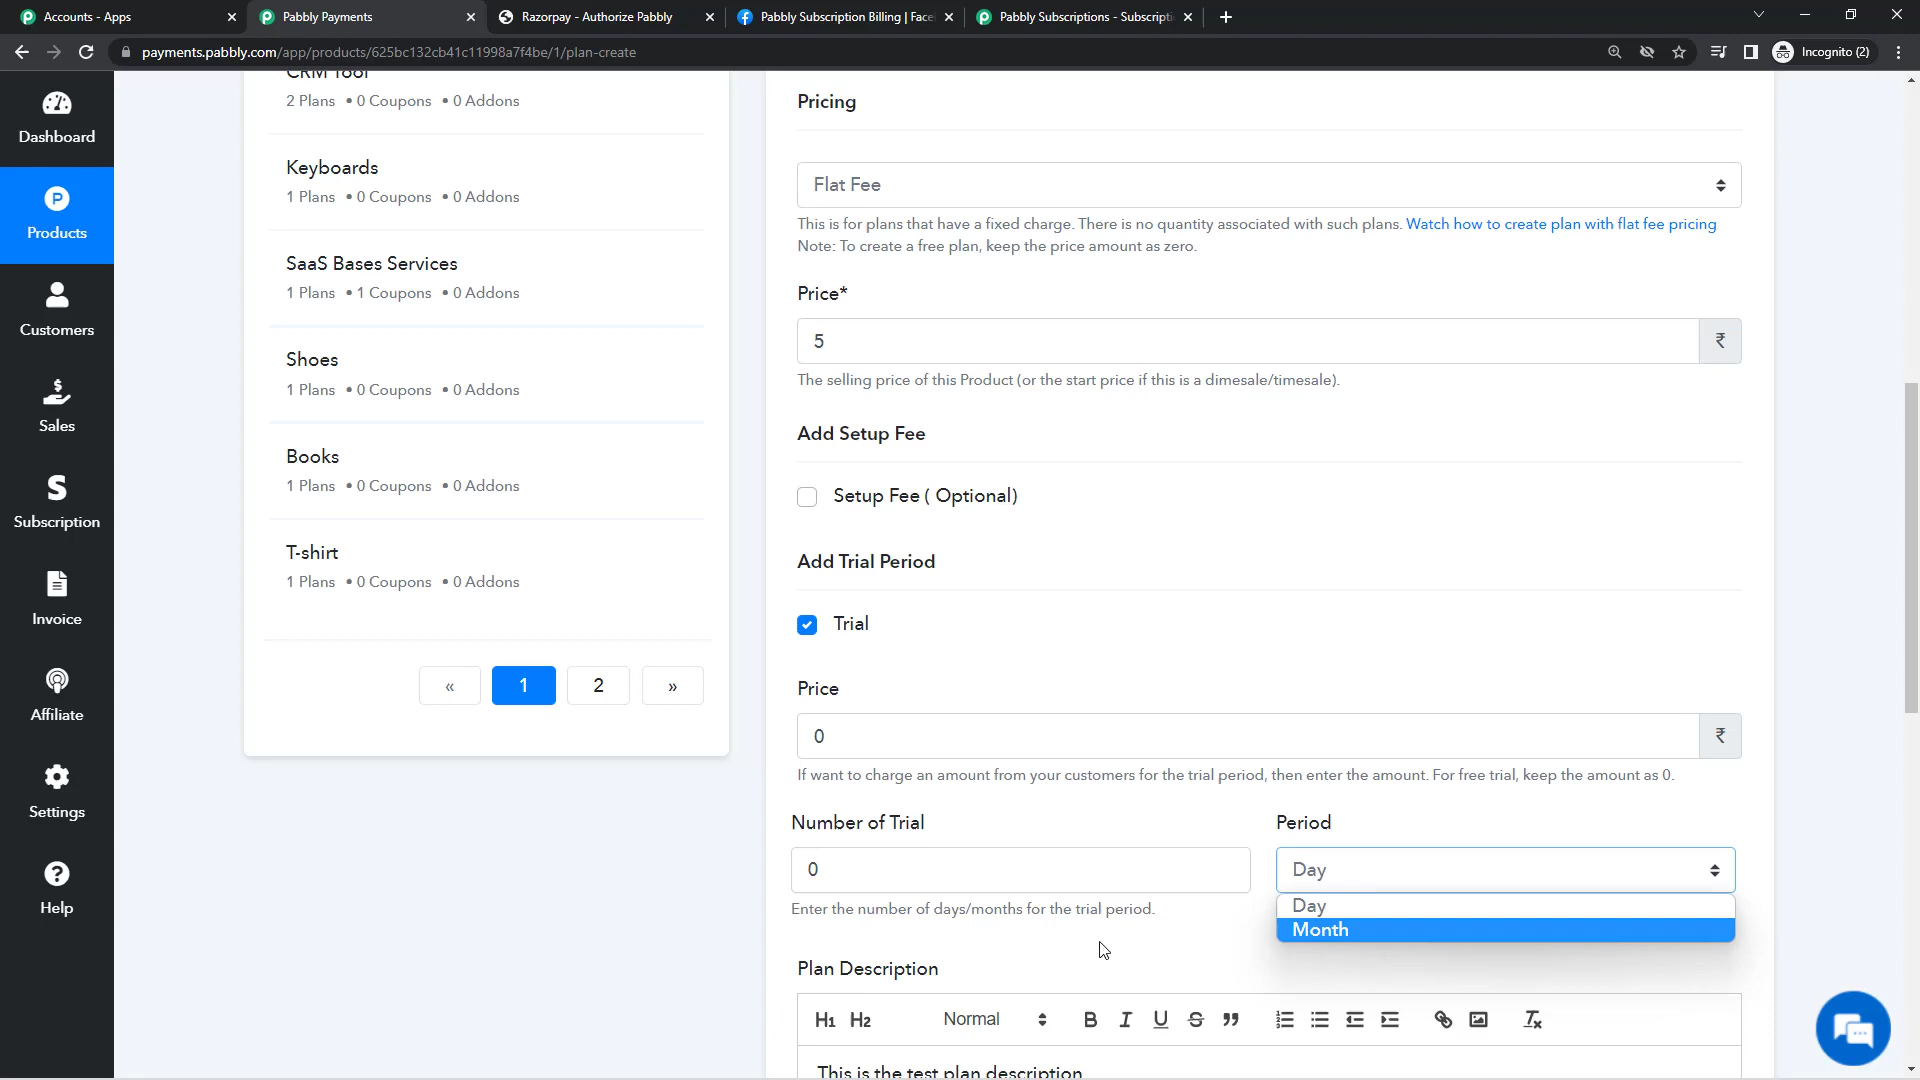 Accounts - Apps
Pabbly Payments
Razorpay - Authorize Pabbly
Pabbly Subscription Billing | Face
Pabbly Subscriptions - Subscripti
payments.pabbly.com/app/products/625bc132cb41c11998a7f4be/1/plan-create
Incognito (2)
Dashboard
Products
Customers
Sales
Subscription
Invoice
Affiliate
Settings
Help
CRM Tool
2 Plans • 0 Coupons • 0 Addons
Keyboards
1 Plans • 0 Coupons • 0 Addons
SaaS Bases Services
1 Plans • 1 Coupons • 0 Addons
Shoes
1 Plans • 0 Coupons • 0 Addons
Books
1 Plans • 0 Coupons • 0 Addons
T-shirt
1 Plans • 0 Coupons • 0 Addons
« 1 2 »
Pricing
Flat Fee
This is for plans that have a fixed charge. There is no quantity associated with such plans. Watch how to create plan with flat fee pricing
Note: To create a free plan, keep the price amount as zero.
Price*
5 ₹
The selling price of this Product (or the start price if this is a dimesale/timesale).
Add Setup Fee
Setup Fee ( Optional)
Add Trial Period
Trial
Price
0 ₹
If want to charge an amount from your customers for the trial period, then enter the amount. For free trial, keep the amount as 0.
Number of Trial
0
Enter the number of days/months for the trial period.
Period
Day
Day
Month
Plan Description
H1 H2 Normal B I U S
This is the test plan description